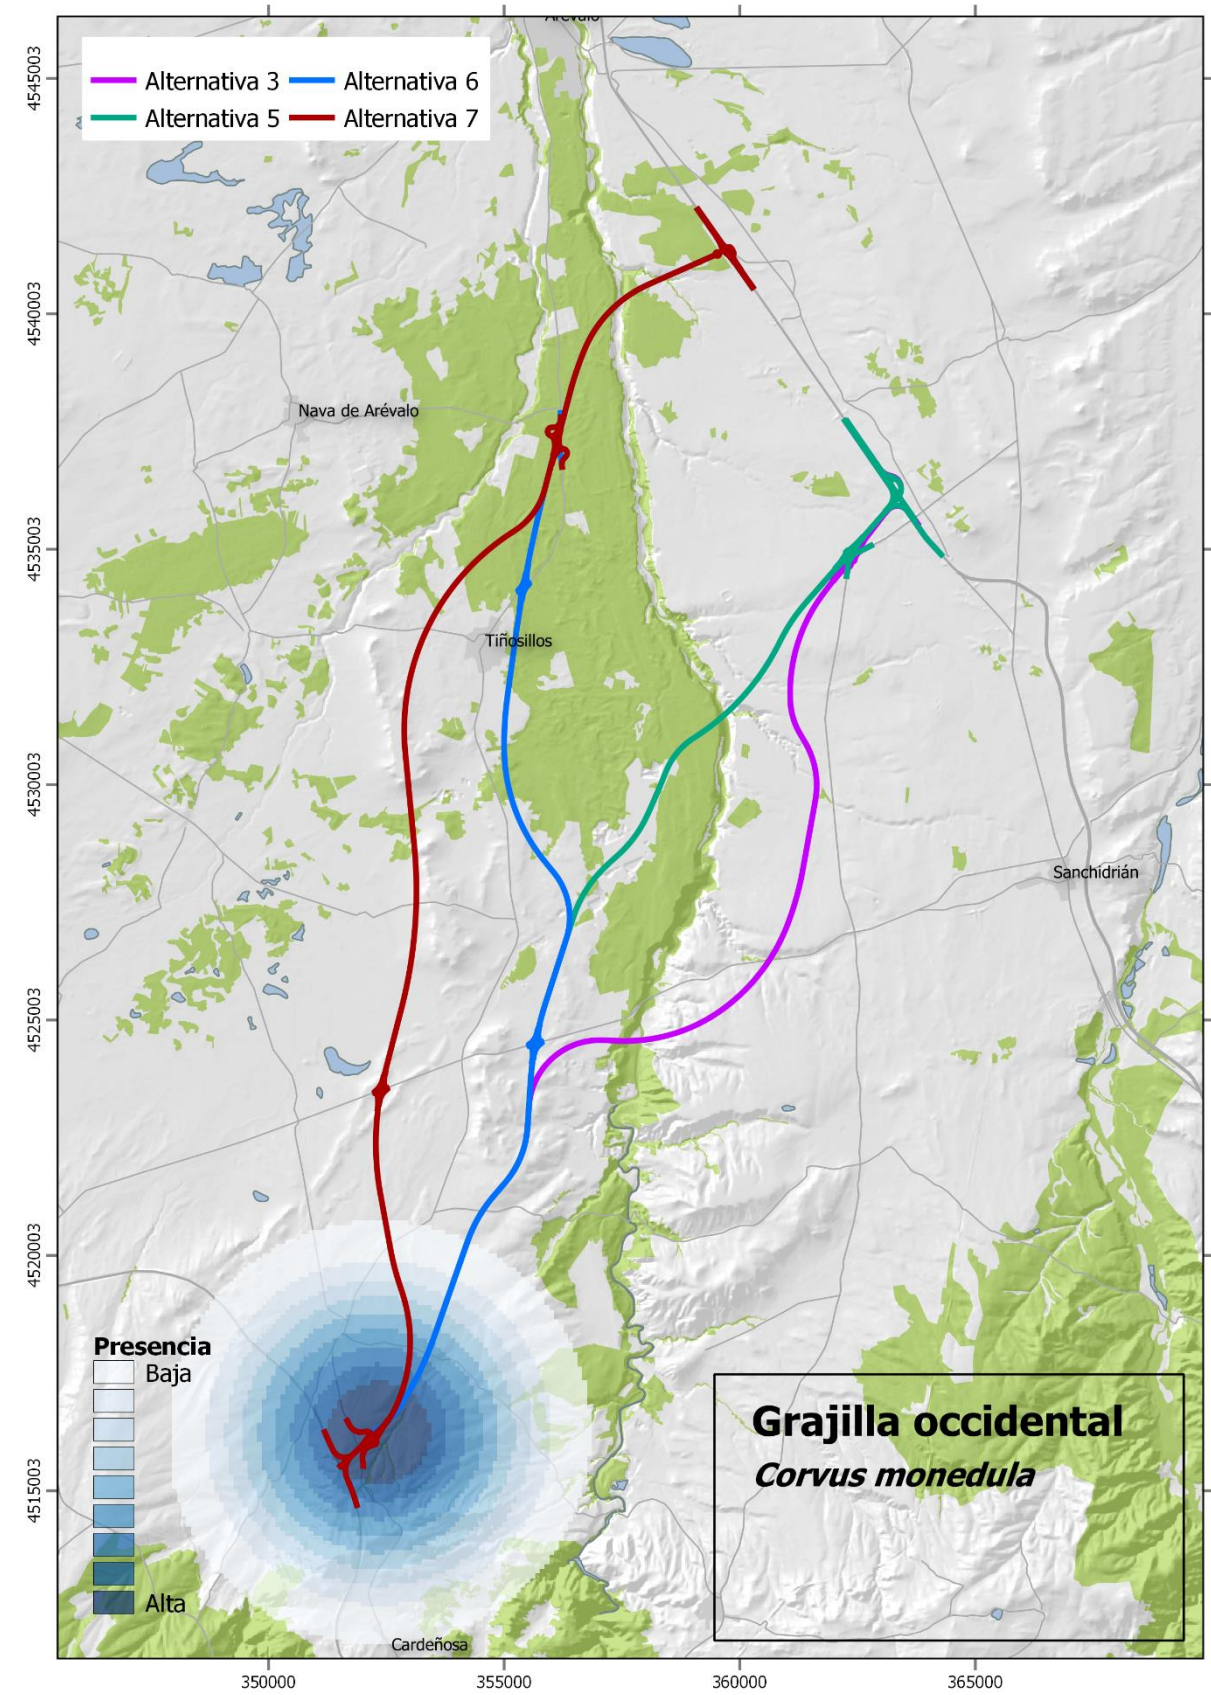 Arévalo
Alternativa 3
Alternativa 6
Alternativa 5
Alternativa 7
4545003
4540003
Nava de Arévalo
4535003
Tiñosillos
4530003
Sanchidrián
4525003
4520003
Presencia
Baja
Alta
4515003
Grajilla occidental
Corvus monedula
Cardeñosa
350000
355000
360000
365000